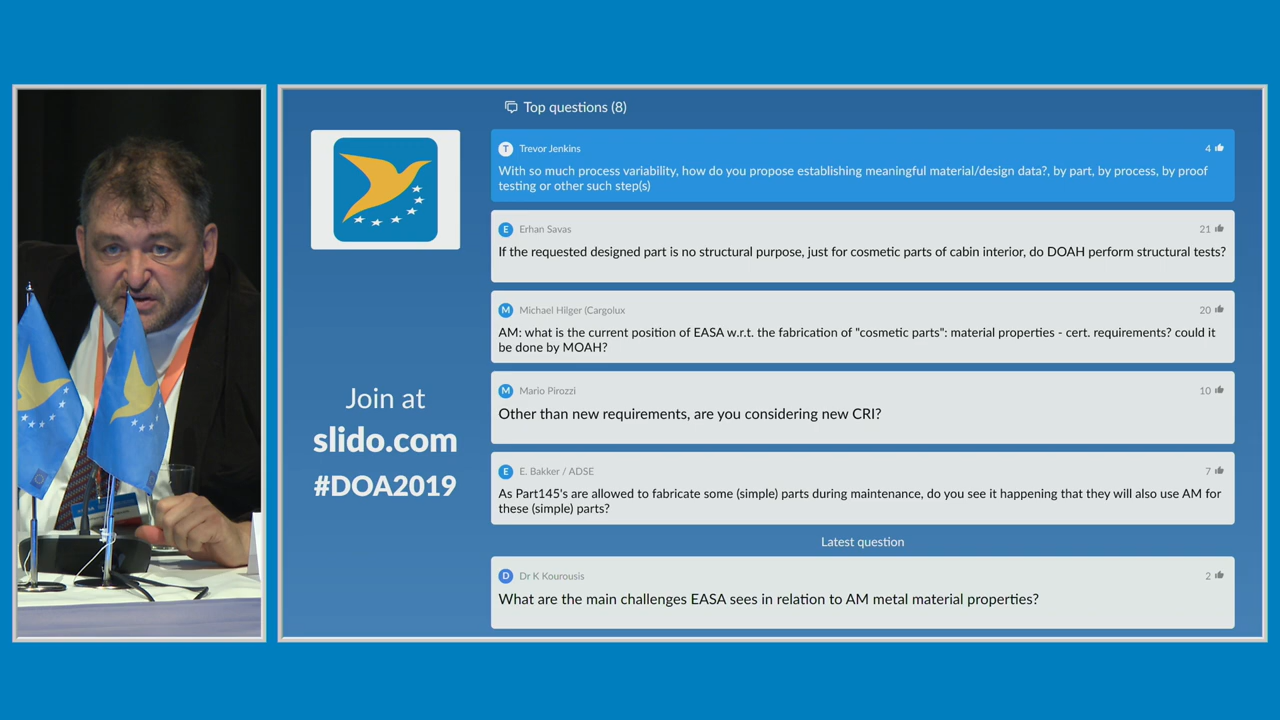 Top questions (8)
T Trevor Jenkins 4
With so much process variability, how do you propose establishing meaningful material/design data?, by part, by process, by proof
testing or other such step(s)
E Erhan Savas 21
If the requested designed part is no structural purpose, just for cosmetic parts of cabin interior, do DOAH perform structural tests?
M Michael Hilger (Cargolux 20
AM: what is the current position of EASA w.r.t. the fabrication of "cosmetic parts": material properties - cert. requirements? could it
be done by MOAH?
M Mario Pirozzi 10
Other than new requirements, are you considering new CRI?
E E. Bakker / ADSE 7
As Part145's are allowed to fabricate some (simple) parts during maintenance, do you see it happening that they will also use AM for
these (simple) parts?
Latest question
D Dr K Kourousis 2
What are the main challenges EASA sees in relation to AM metal material properties?
Join at
slido.com
#DOA2019